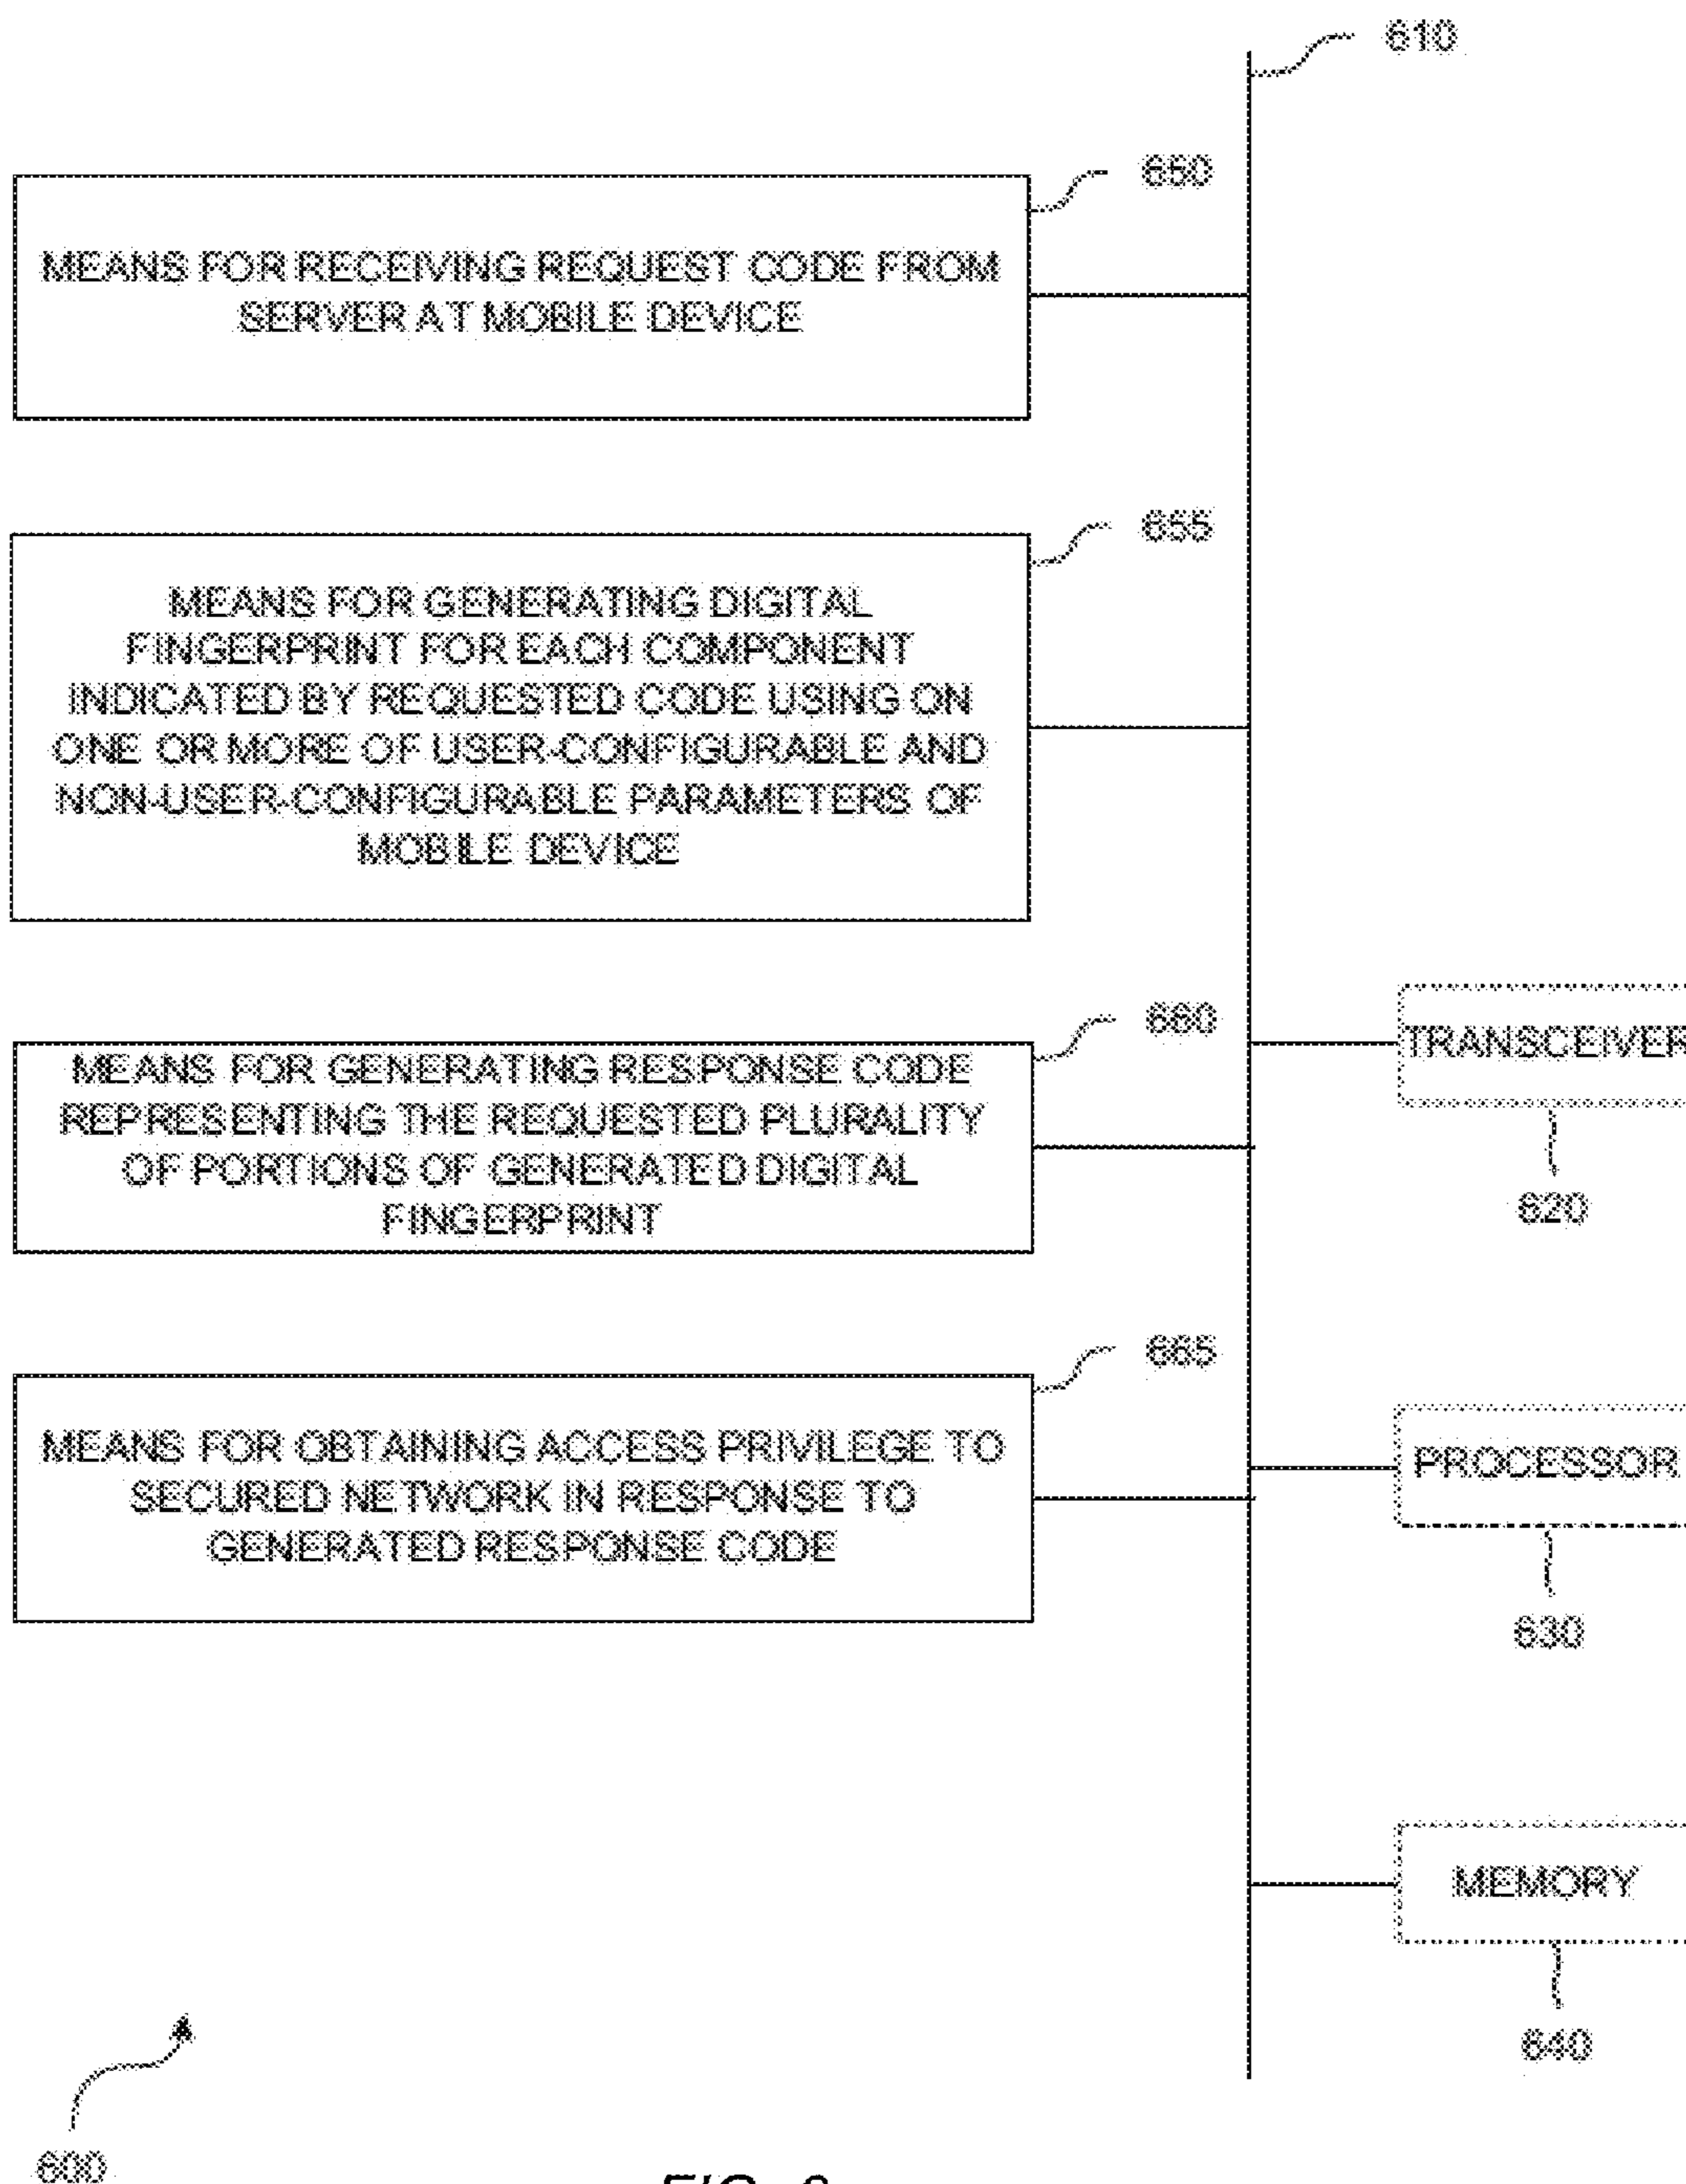 610
650
MEANS FOR RECEIVING REQUEST CODE FROM
SERVER AT MOBILE DEVICE
655
MEANS FOR GENERATING DIGITAL
FINGERPRINT FOR EACH COMPONENT
INDICATED BY REQUESTED CODE USING ON
ONE OR MORE OF USER-CONFIGURABLE AND
NON-USER-CONFIGURABLE PARAMETERS OF
MOBILE DEVICE
660
MEANS FOR GENERATING RESPONSE CODE
REPRESENTING THE REQUESTED PLURALITY
OF PORTIONS OF GENERATED DIGITAL
FINGERPRINT
TRANSCEIVER
620
665
MEANS FOR OBTAINING ACCESS PRIVILEGE TO
SECURED NETWORK IN RESPONSE TO
GENERATED RESPONSE CODE
PROCESSOR
630
MEMORY
640
600
FIG. 6